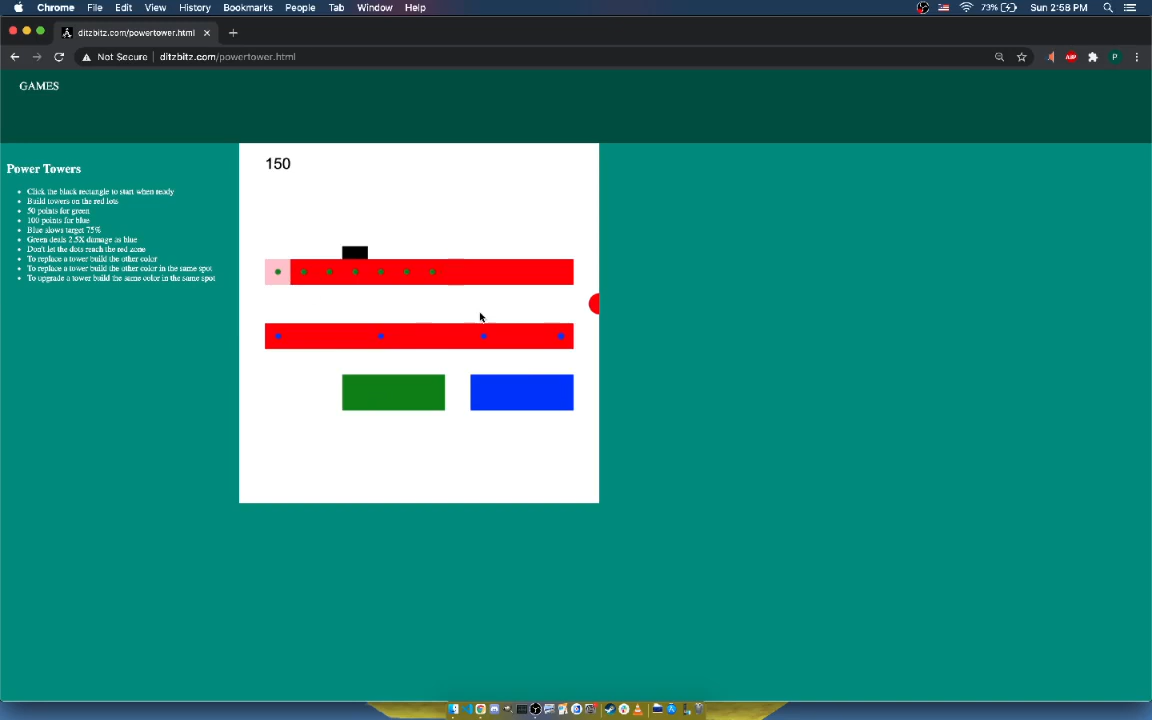 Chrome File Edit View History Bookmarks People Tab Window Help 73% Sun 2:58 PM
ditzbitz.com/powertower.html
Not Secure ditzbitz.com/powertower.html ABP P
GAMES
150
Power Towers
Click the black rectangle to start when ready
Build towers on the red lots
50 points for green
100 points for blue
Blue slows target 75%
Green deals 2.5X damage as blue
Don't let the dots reach the red zone
To replace a tower build the other color
To replace a tower build the other color in the same spot
To upgrade a tower build the same color in the same spot